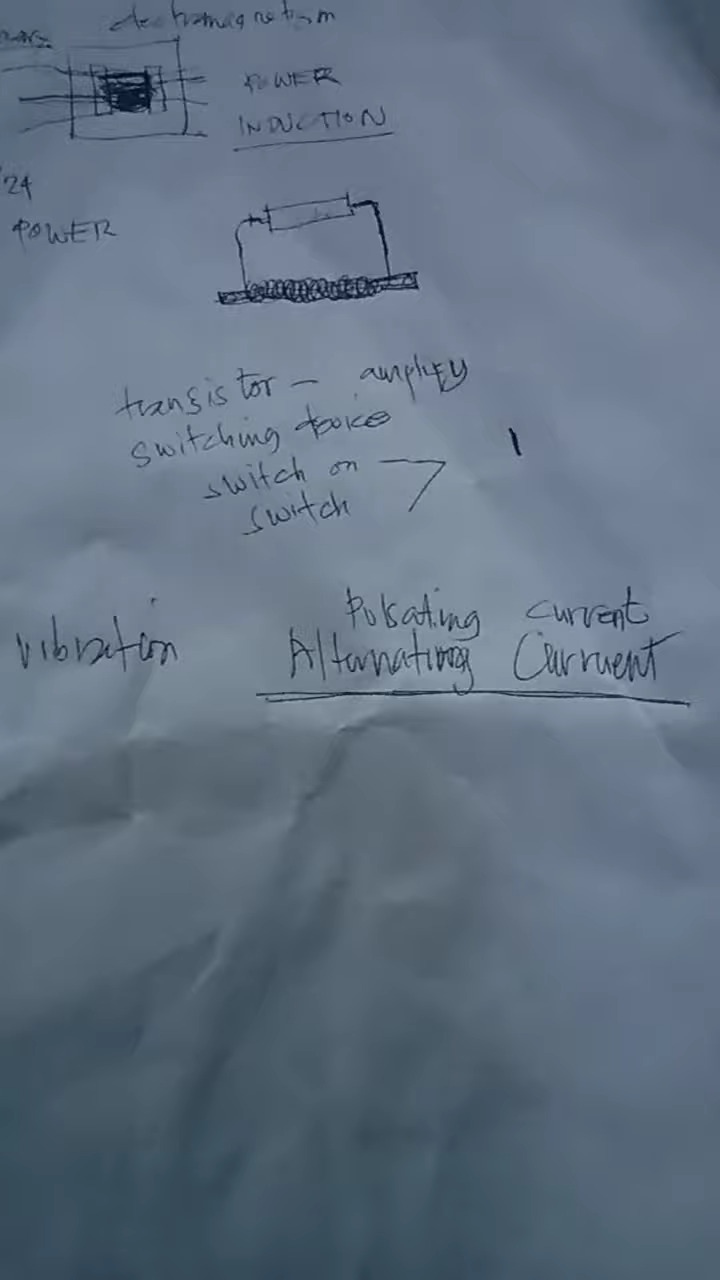 electromagnetism
POWER
INDUCTION
/24
POWER
transistor – amplify
switching device
switch on
switch
vibration
Pulsating current
Alternating Current